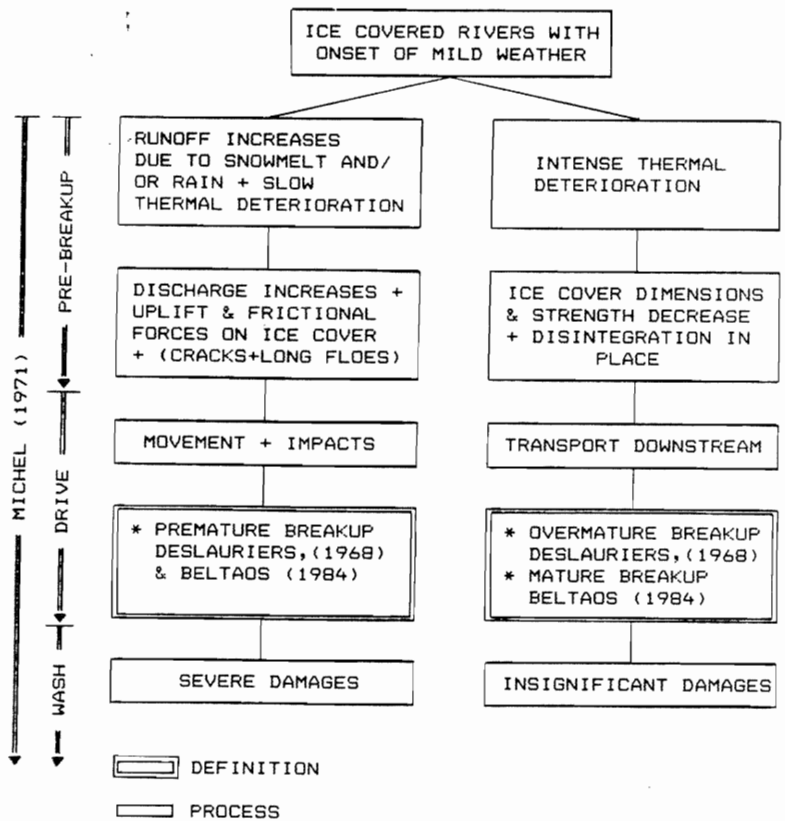 ICE COVERED RIVERS WITH
ONSET OF MILD WEATHER
MICHEL (1971)
PRE-BREAKUP
RUNOFF INCREASES
DUE TO SNOWMELT AND/
OR RAIN + SLOW
THERMAL DETERIORATION
INTENSE THERMAL
DETERIORATION
DISCHARGE INCREASES +
UPLIFT & FRICTIONAL
FORCES ON ICE COVER
+ (CRACKS+LONG FLOES)
ICE COVER DIMENSIONS
& STRENGTH DECREASE
+ DISINTEGRATION IN
PLACE
DRIVE
MOVEMENT + IMPACTS
TRANSPORT DOWNSTREAM
* PREMATURE BREAKUP
DESLAURIERS,(1968)
& BELTAOS (1984)
* OVERMATURE BREAKUP
DESLAURIERS,(1968)
* MATURE BREAKUP
BELTAOS (1984)
WASH
SEVERE DAMAGES
INSIGNIFICANT DAMAGES
DEFINITION
PROCESS